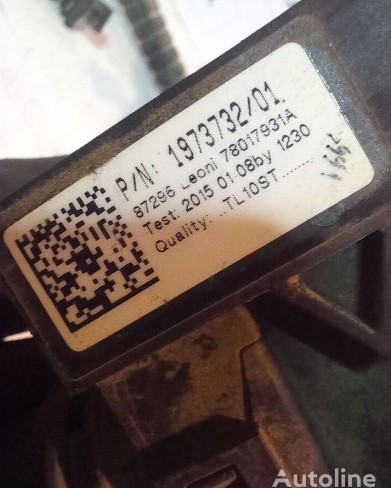 P/N: 1973732/01
87296 Leoni 78017931A
Test: 2015 01-08by 1230
Quality: ..TL10ST........
Autoline